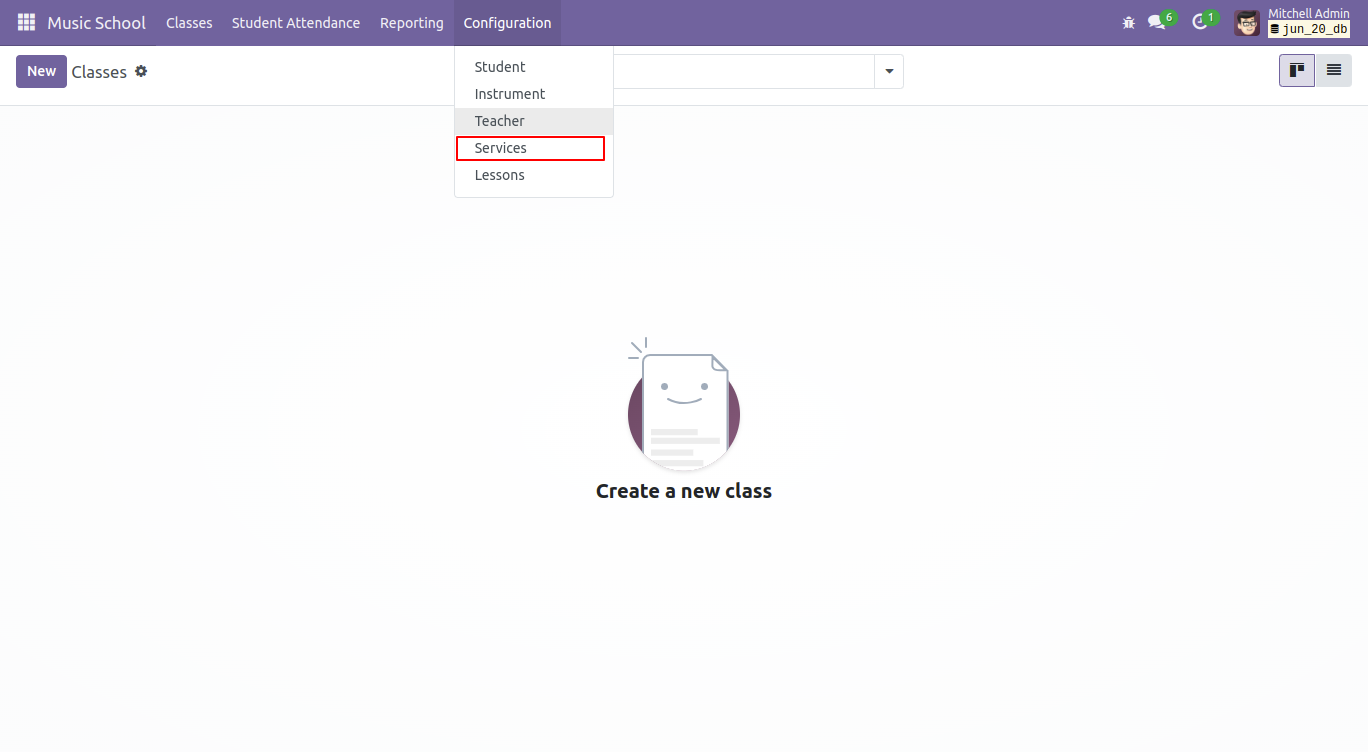 Music School Classes Student Attendance Reporting Configuration 6 1 Mitchell Admin
jun_20_db
New Classes
Student
Instrument
Teacher
Services
Lessons
Create a new class